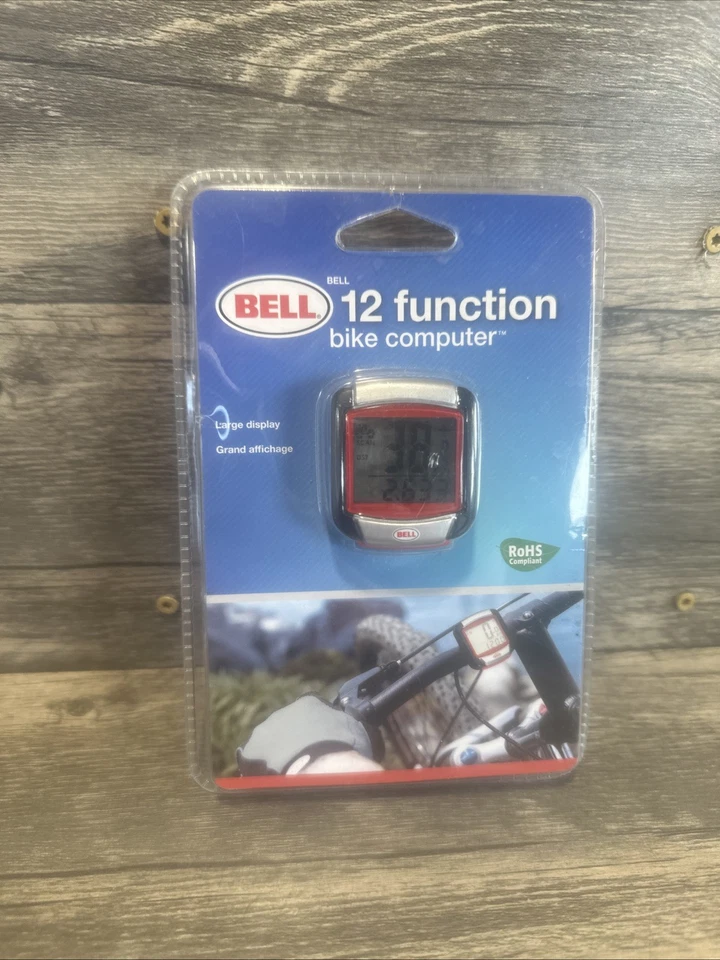 BELL
BELL
12 function
bike computer™
Large display
Grand affichage
BELL
RoHS
Compliant